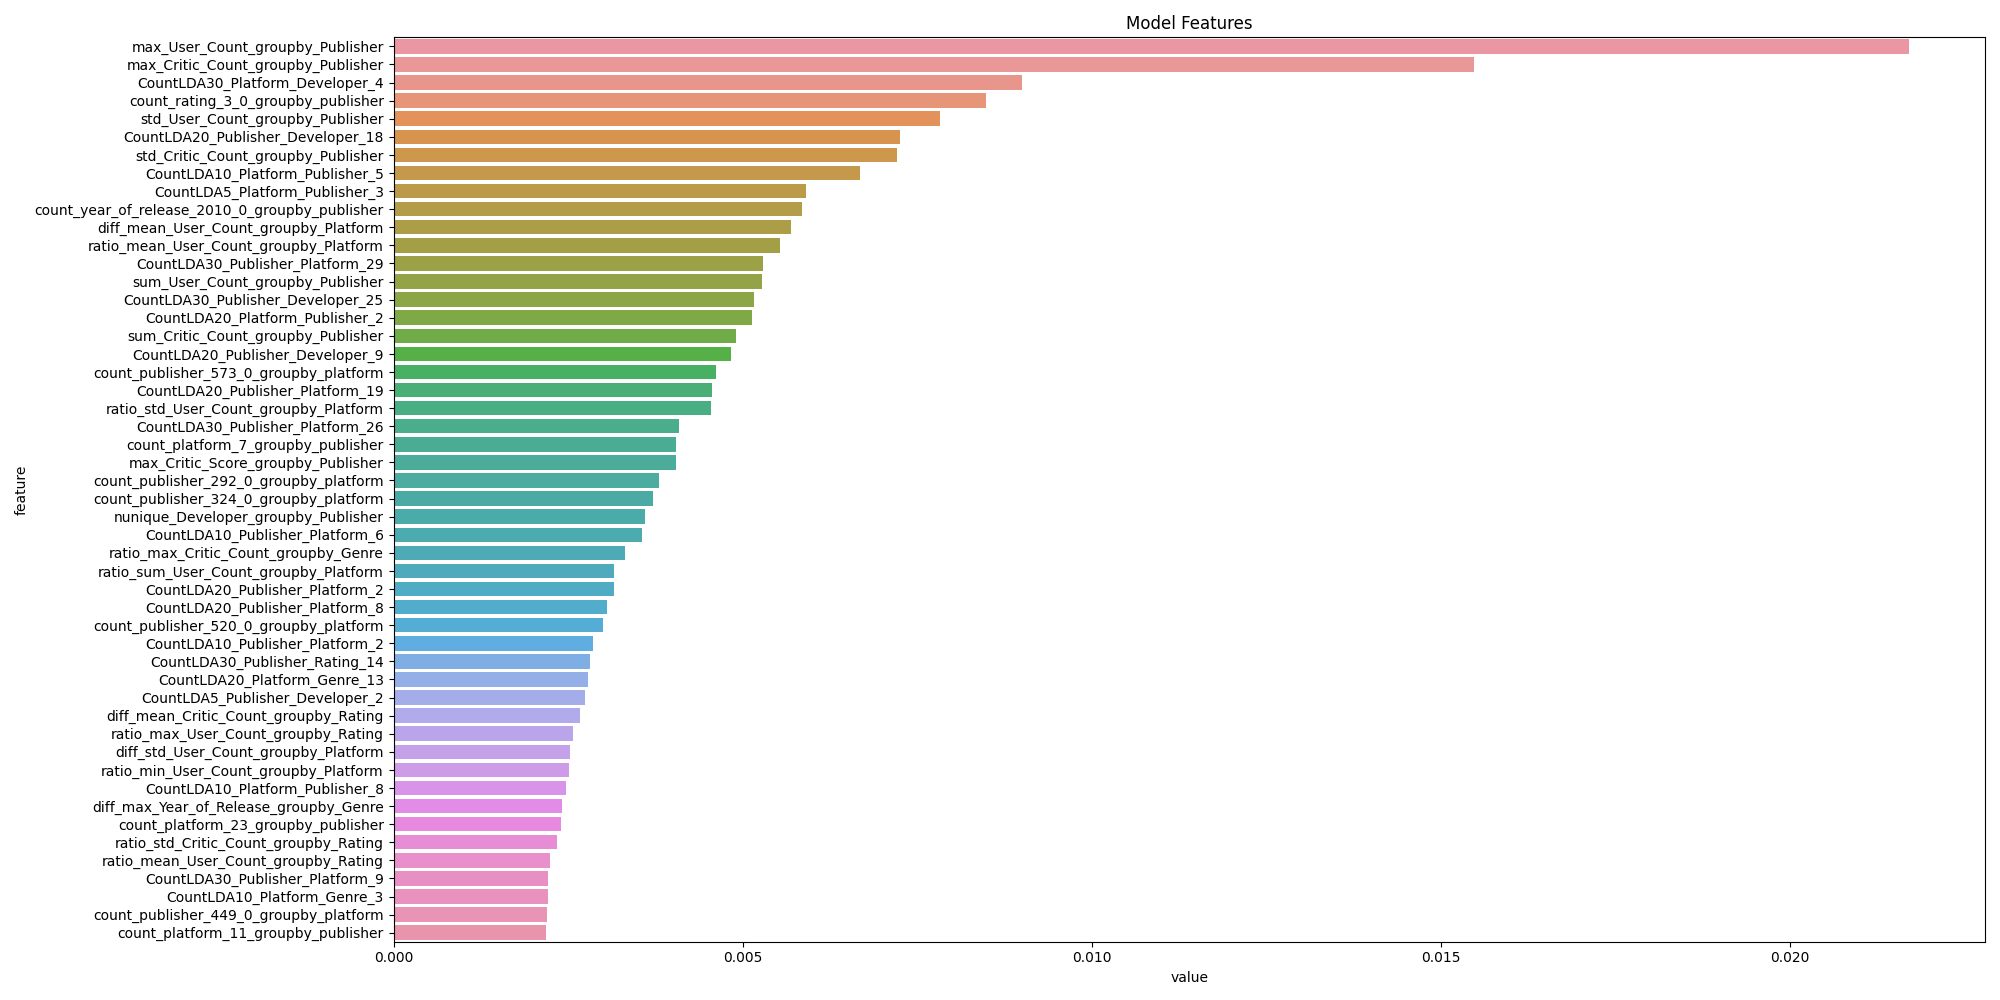 Model Features
max_User_Count_groupby_Publisher
max_Critic_Count_groupby_Publisher
CountLDA30_Platform_Developer_4
count_rating_3_0_groupby_publisher
std_User_Count_groupby_Publisher
CountLDA20_Publisher_Developer_18
std_Critic_Count_groupby_Publisher
CountLDA10_Platform_Publisher_5
CountLDA5_Platform_Publisher_3
count_year_of_release_2010_0_groupby_publisher
diff_mean_User_Count_groupby_Platform
ratio_mean_User_Count_groupby_Platform
CountLDA30_Publisher_Platform_29
sum_User_Count_groupby_Publisher
CountLDA30_Publisher_Developer_25
CountLDA20_Platform_Publisher_2
sum_Critic_Count_groupby_Publisher
CountLDA20_Publisher_Developer_9
count_publisher_573_0_groupby_platform
CountLDA20_Publisher_Platform_19
ratio_std_User_Count_groupby_Platform
CountLDA30_Publisher_Platform_26
count_platform_7_groupby_publisher
max_Critic_Score_groupby_Publisher
count_publisher_292_0_groupby_platform
count_publisher_324_0_groupby_platform
nunique_Developer_groupby_Publisher
CountLDA10_Publisher_Platform_6
ratio_max_Critic_Count_groupby_Genre
ratio_sum_User_Count_groupby_Platform
CountLDA20_Publisher_Platform_2
CountLDA20_Publisher_Platform_8
count_publisher_520_0_groupby_platform
CountLDA10_Publisher_Platform_2
CountLDA30_Publisher_Rating_14
CountLDA20_Platform_Genre_13
CountLDA5_Publisher_Developer_2
diff_mean_Critic_Count_groupby_Rating
ratio_max_User_Count_groupby_Rating
diff_std_User_Count_groupby_Platform
ratio_min_User_Count_groupby_Platform
CountLDA10_Platform_Publisher_8
diff_max_Year_of_Release_groupby_Genre
count_platform_23_groupby_publisher
ratio_std_Critic_Count_groupby_Rating
ratio_mean_User_Count_groupby_Rating
CountLDA30_Publisher_Platform_9
CountLDA10_Platform_Genre_3
count_publisher_449_0_groupby_platform
count_platform_11_groupby_publisher
feature
0.000 0.005 0.010 0.015 0.020
value